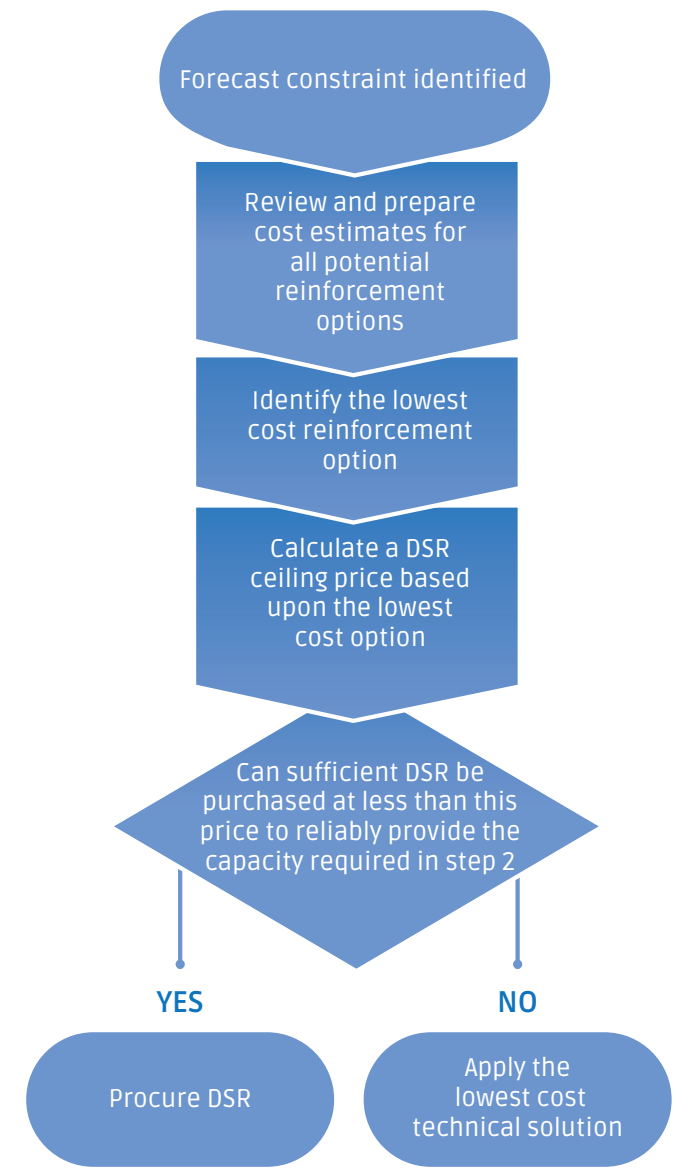 Forecast constraint identified
Review and prepare
cost estimates for
all potential
reinforcement
options
Identify the lowest
cost reinforcement
option
Calculate a DSR
ceiling price based
upon the lowest
cost option
Can sufficient DSR be
purchased at less than this
price to reliably provide the
capacity required in step 2
YES
NO
Procure DSR
Apply the
lowest cost
technical solution